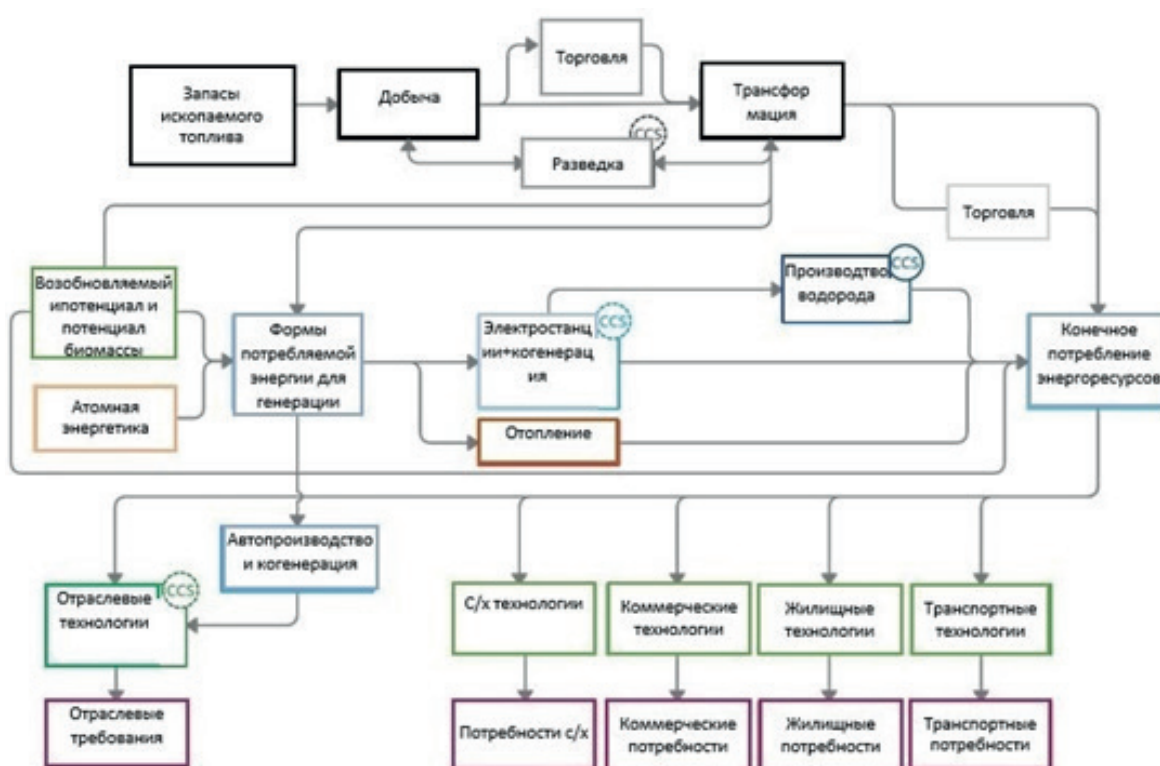 Торговля
Запасы
ископаемого
топлива
Добыча
Трансфор
мация
CCS
Разведка
Торговля
Возобновляемый
ипотенциал и
потенциал
биомассы
Атомная
энергетика
Формы
потребляемой
энергии для
генерации
Электростанц
ии+когенерац
ия
CCS
Производтво
водорода
CCS
Отопление
Конечное
потребление
энергоресурсов
Автопроизводство
и когенерация
Отраслевые
технологии
CCS
С/х технологии
Коммерческие
технологии
Жилищные
технологии
Транспортные
технологии
Отраслевые
требования
Потребности с/х
Коммерческие
потребности
Жилищные
потребности
Транспортные
потребности